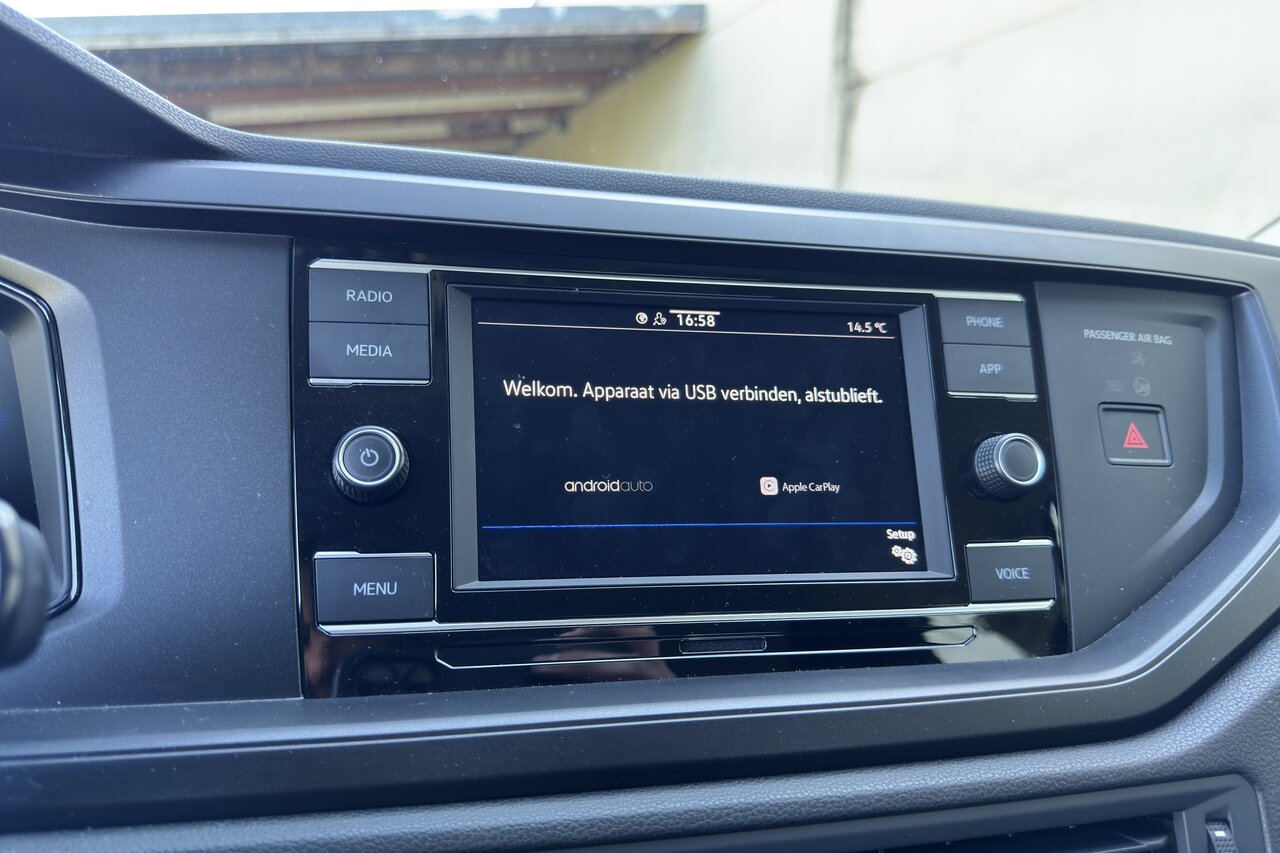 RADIO
MEDIA
16:58
14.5 °C
Welkom. Apparaat via USB verbinden, alstublieft.
androidauto
Apple CarPlay
Setup
MENU
PHONE
APP
VOICE
PASSENGER AIR BAG